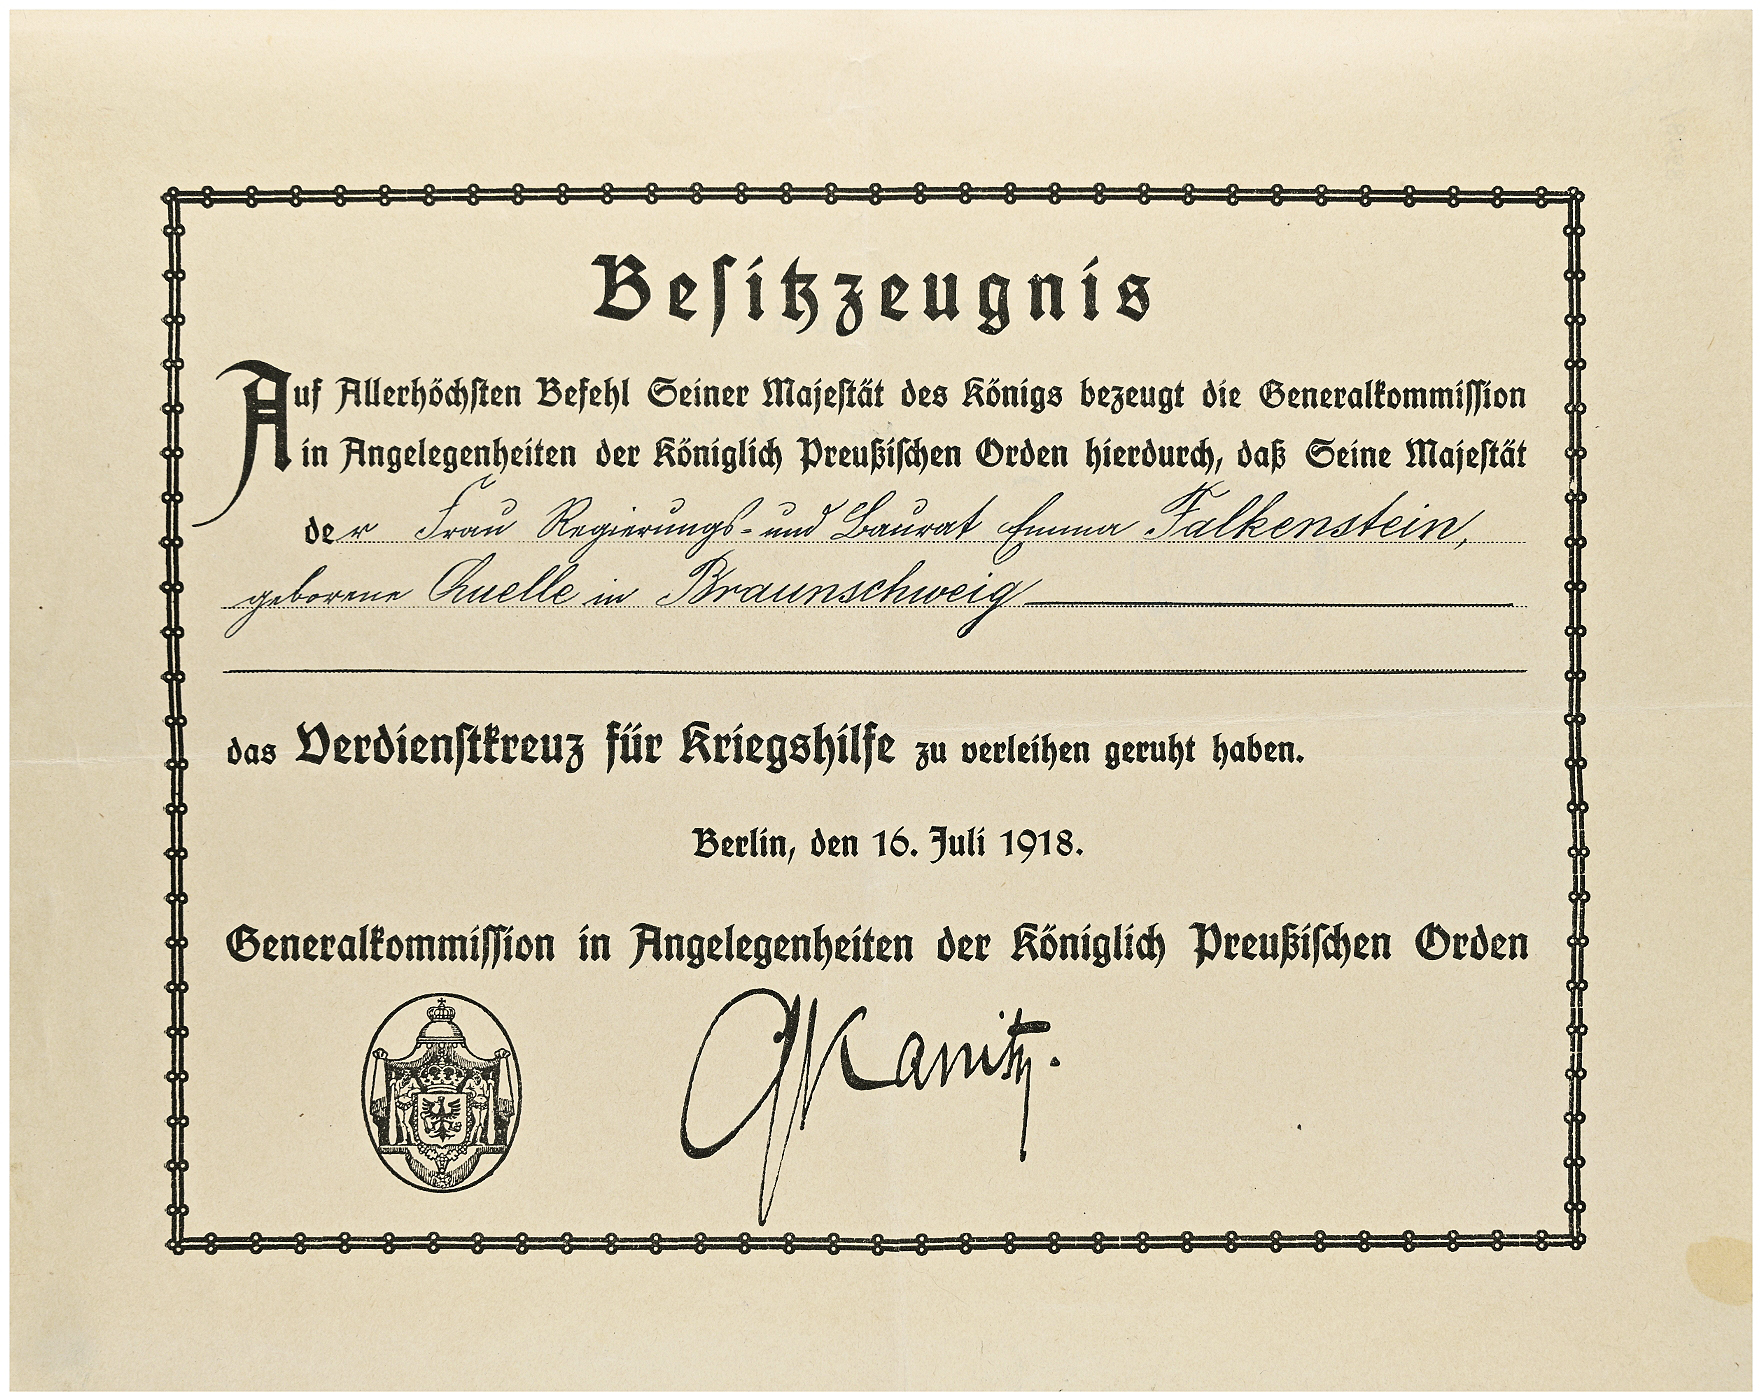 Besitzzeugnis
Auf Allerhöchsten Befehl Seiner Majestät des Königs bezeugt die Generalkommission
in Angelegenheiten der Königlich Preußischen Orden hierdurch, daß Seine Majestät
der Frau Regierungs- und Baurat Emma Falkenstein,
geborene Quelle in Braunschweig
das Verdienstkreuz für Kriegshilfe zu verleihen geruht haben.
Berlin, den 16. Juli 1918.
Generalkommission in Angelegenheiten der Königlich Preußischen Orden
Kanitz.